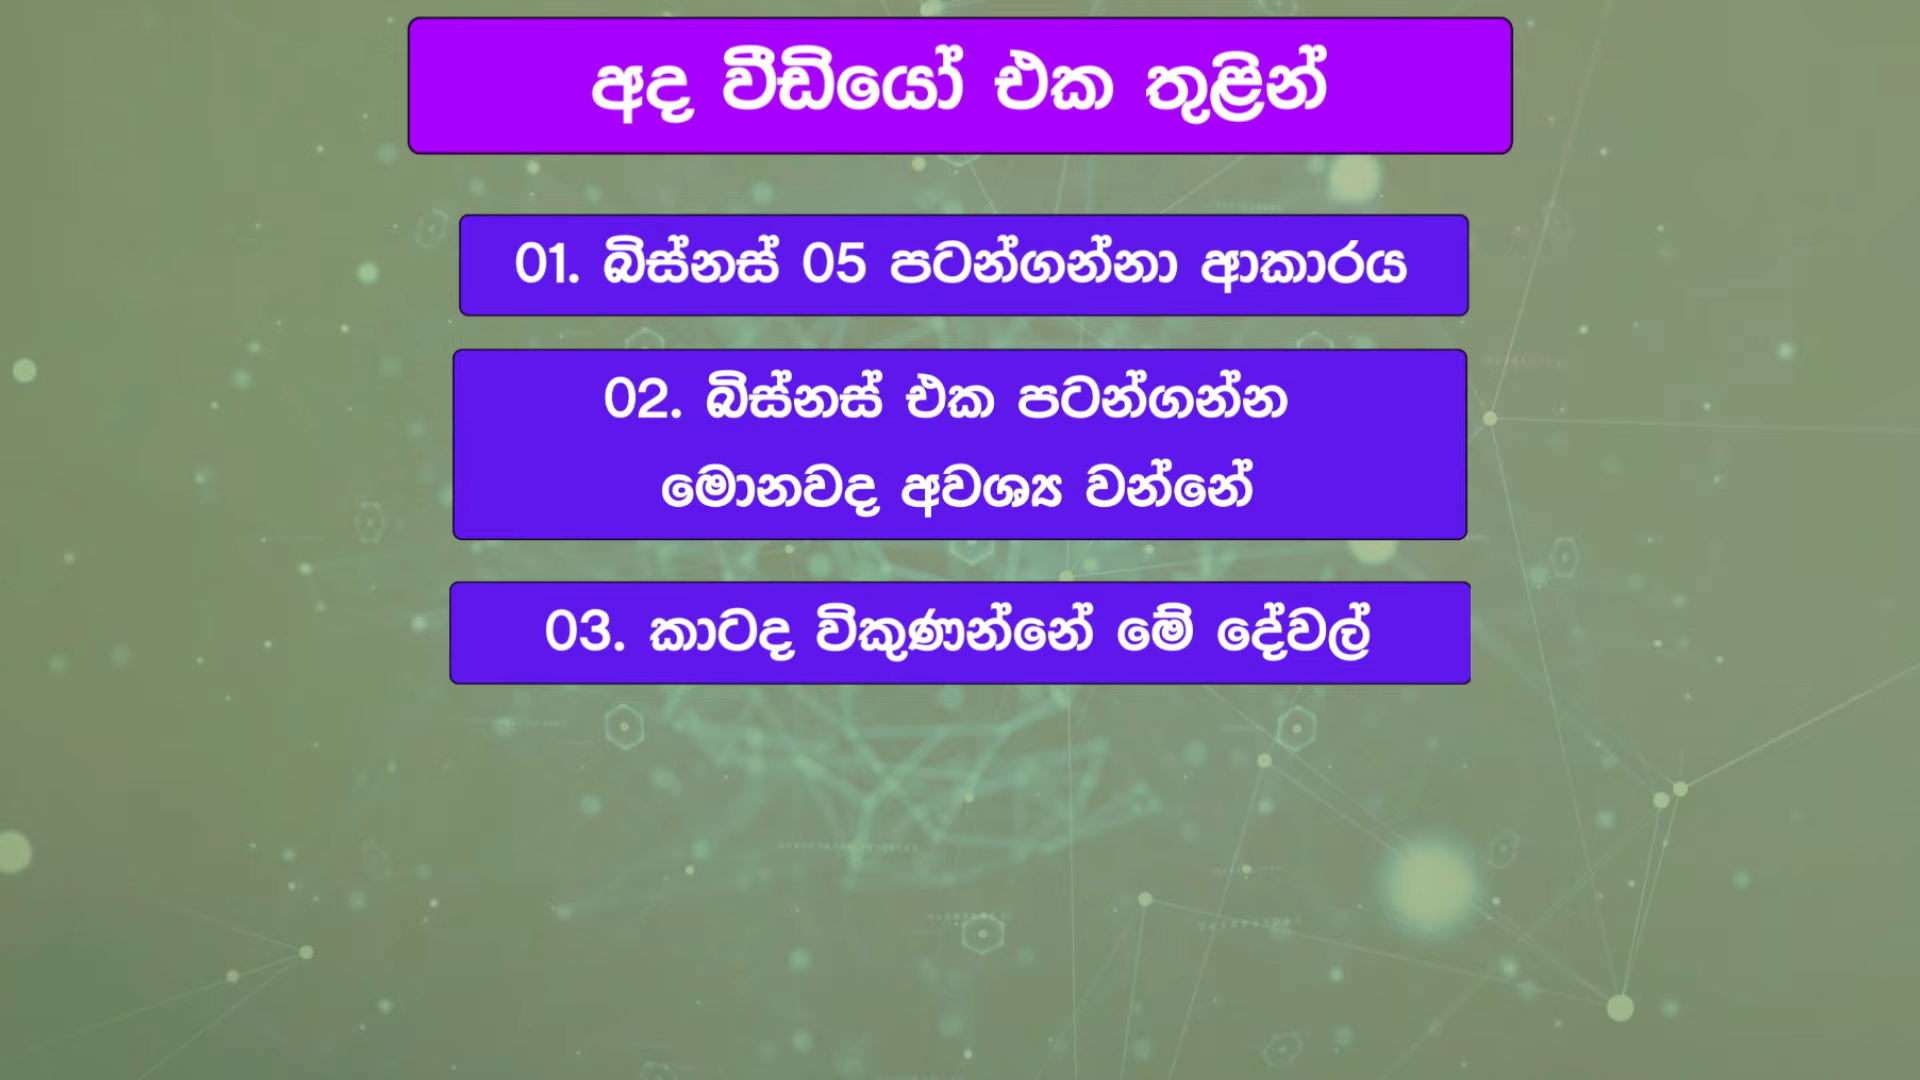 අද වීඩියෝ එක තුළින්
01. බිස්නස් 05 පටන්ගන්නා ආකාරය
02. බිස්නස් එක පටන්ගන්න
මොනවද අවශ්‍ය වන්නේ
03. කාටද විකුණන්නේ මේ දේවල්